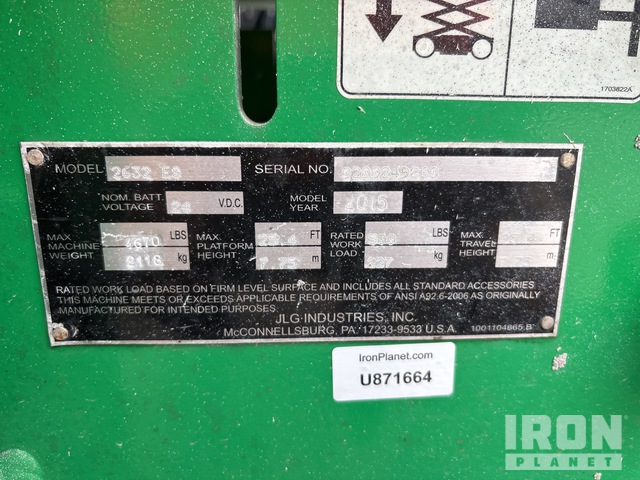 1703822A
MODEL 2632 ES SERIAL NO.
NOM. BATT. VOLTAGE 24 V.D.C. MODEL YEAR 2015
MAX. MACHINE WEIGHT 4670 LBS 2118 kg
MAX. PLATFORM HEIGHT FT m
RATED WORK LOAD LBS kg
MAX. TRAVEL HEIGHT FT m
RATED WORK LOAD BASED ON FIRM LEVEL SURFACE AND INCLUDES ALL STANDARD ACCESSORIES
THIS MACHINE MEETS OR EXCEEDS APPLICABLE REQUIREMENTS OF ANSI A92.6-2006 AS ORIGINALLY
MANUFACTURED FOR INTENDED APPLICATIONS.
JLG INDUSTRIES, INC.
McCONNELLSBURG, PA. 17233-9533 U.S.A. 1001104865 B
IronPlanet.com
U871664
IRON
PLANET